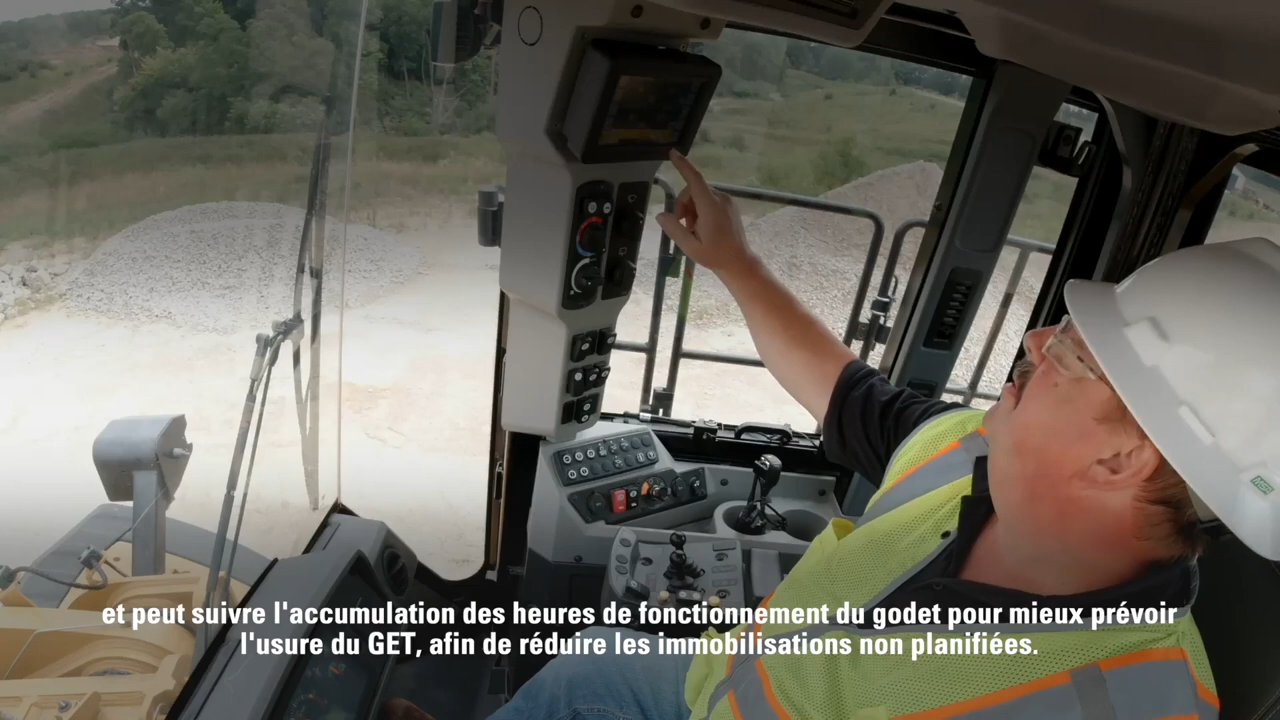 et peut suivre l'accumulation des heures de fonctionnement du godet pour mieux prévoir
l'usure du GET, afin de réduire les immobilisations non planifiées.